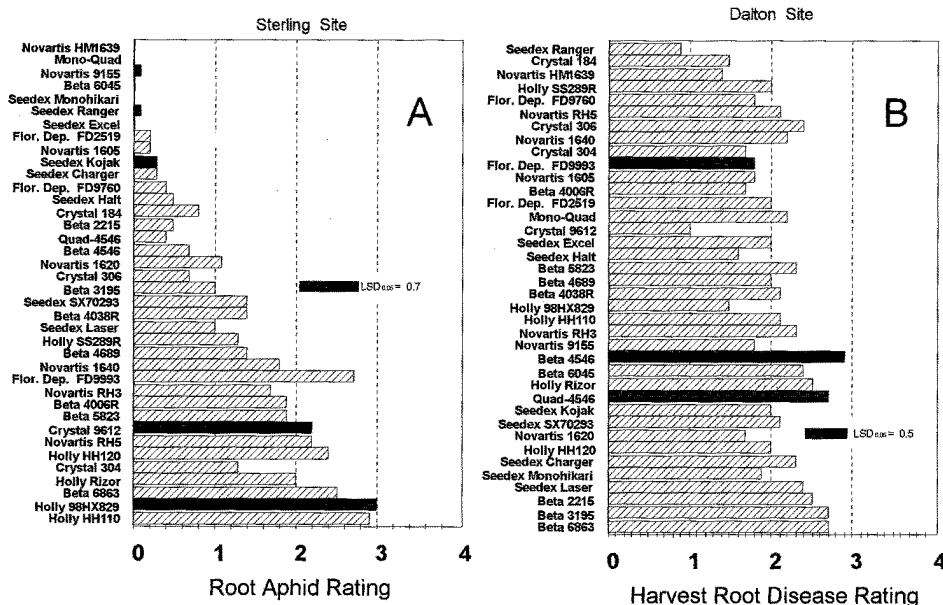 Sterling Site
Novartis HM1639
Mono-Quad
Novartis 9155
Beta 6045
Seedex Monohikari
Seedex Ranger
Seedex Excel
Flor. Dep. FD2519
Novartis 1605
Seedex Kojak
Seedex Charger
Flor. Dep. FD9760
Seedex Halt
Crystal 184
Beta 2215
Quad-4546
Beta 4546
Novartis 1620
Crystal 306
Beta 3195
Seedex SX70293
Beta 4038R
Seedex Laser
Holly SS289R
Beta 4689
Novartis 1640
Flor. Dep. FD9993
Novartis RH3
Beta 4006R
Beta 5823
Crystal 9612
Novartis RH5
Holly HH120
Crystal 304
Holly Rizor
Beta 6863
Holly 98HX829
Holly HH110
A
LSD 0.05 = 0.7
0 1 2 3 4
Root Aphid Rating
Dalton Site
Seedex Ranger
Crystal 184
Novartis HM1639
Holly SS289R
Flor. Dep. FD9760
Novartis RH5
Crystal 306
Novartis 1640
Crystal 304
Flor. Dep. FD9993
Novartis 1605
Beta 4006R
Flor. Dep. FD2519
Mono-Quad
Crystal 9612
Seedex Excel
Seedex Halt
Beta 5823
Beta 4689
Beta 4038R
Holly 98HX829
Holly HH110
Novartis RH3
Novartis 9155
Beta 4546
Beta 6045
Holly Rizor
Quad-4546
Seedex Kojak
Seedex SX70293
Novartis 1620
Holly HH120
Seedex Charger
Seedex Monohikari
Seedex Laser
Beta 2215
Beta 3195
Beta 6863
B
LSD 0.05 = 0.5
0 1 2 3 4
Harvest Root Disease Rating